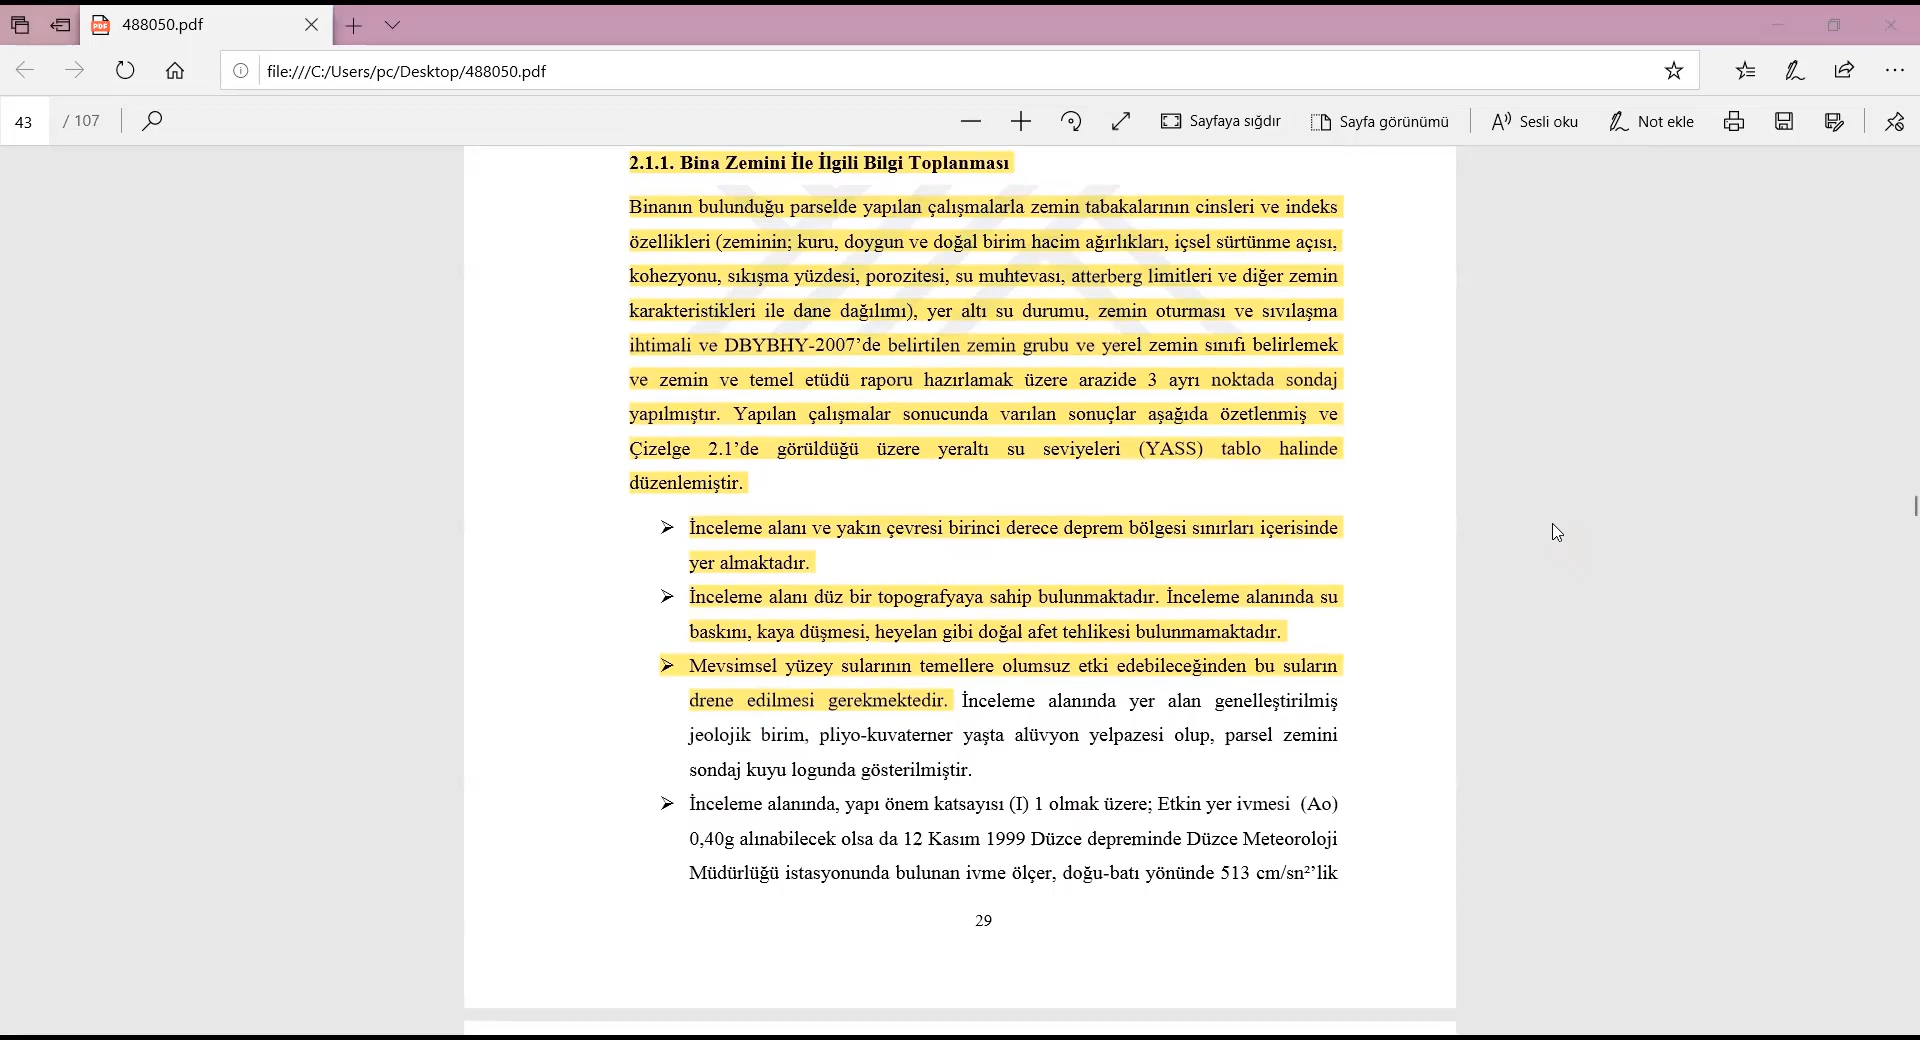 488050.pdf
file:///C:/Users/pc/Desktop/488050.pdf
43 / 107 Sayfaya sığdır Sayfa görünümü Sesli oku Not ekle
2.1.1. Bina Zemini İle İlgili Bilgi Toplanması
Binanın bulunduğu parselde yapılan çalışmalarla zemin tabakalarının cinsleri ve indeks
özellikleri (zeminin; kuru, doygun ve doğal birim hacim ağırlıkları, içsel sürtünme açısı,
kohezyonu, sıkışma yüzdesi, porozitesi, su muhtevası, atterberg limitleri ve diğer zemin
karakteristikleri ile dane dağılımı), yer altı su durumu, zemin oturması ve sıvılaşma
ihtimali ve DBYBHY-2007’de belirtilen zemin grubu ve yerel zemin sınıfı belirlemek
ve zemin ve temel etüdü raporu hazırlamak üzere arazide 3 ayrı noktada sondaj
yapılmıştır. Yapılan çalışmalar sonucunda varılan sonuçlar aşağıda özetlenmiş ve
Çizelge 2.1’de görüldüğü üzere yeraltı su seviyeleri (YASS) tablo halinde
düzenlemiştir.
➢ İnceleme alanı ve yakın çevresi birinci derece deprem bölgesi sınırları içerisinde
yer almaktadır.
➢ İnceleme alanı düz bir topografyaya sahip bulunmaktadır. İnceleme alanında su
baskını, kaya düşmesi, heyelan gibi doğal afet tehlikesi bulunmamaktadır.
➢ Mevsimsel yüzey sularının temellere olumsuz etki edebileceğinden bu suların
drene edilmesi gerekmektedir. İnceleme alanında yer alan genelleştirilmiş
jeolojik birim, pliyo-kuvaterner yaşta alüvyon yelpazesi olup, parsel zemini
sondaj kuyu logunda gösterilmiştir.
➢ İnceleme alanında, yapı önem katsayısı (I) 1 olmak üzere; Etkin yer ivmesi (Ao)
0,40g alınabilecek olsa da 12 Kasım 1999 Düzce depreminde Düzce Meteoroloji
Müdürlüğü istasyonunda bulunan ivme ölçer, doğu-batı yönünde 513 cm/sn²’lik
29